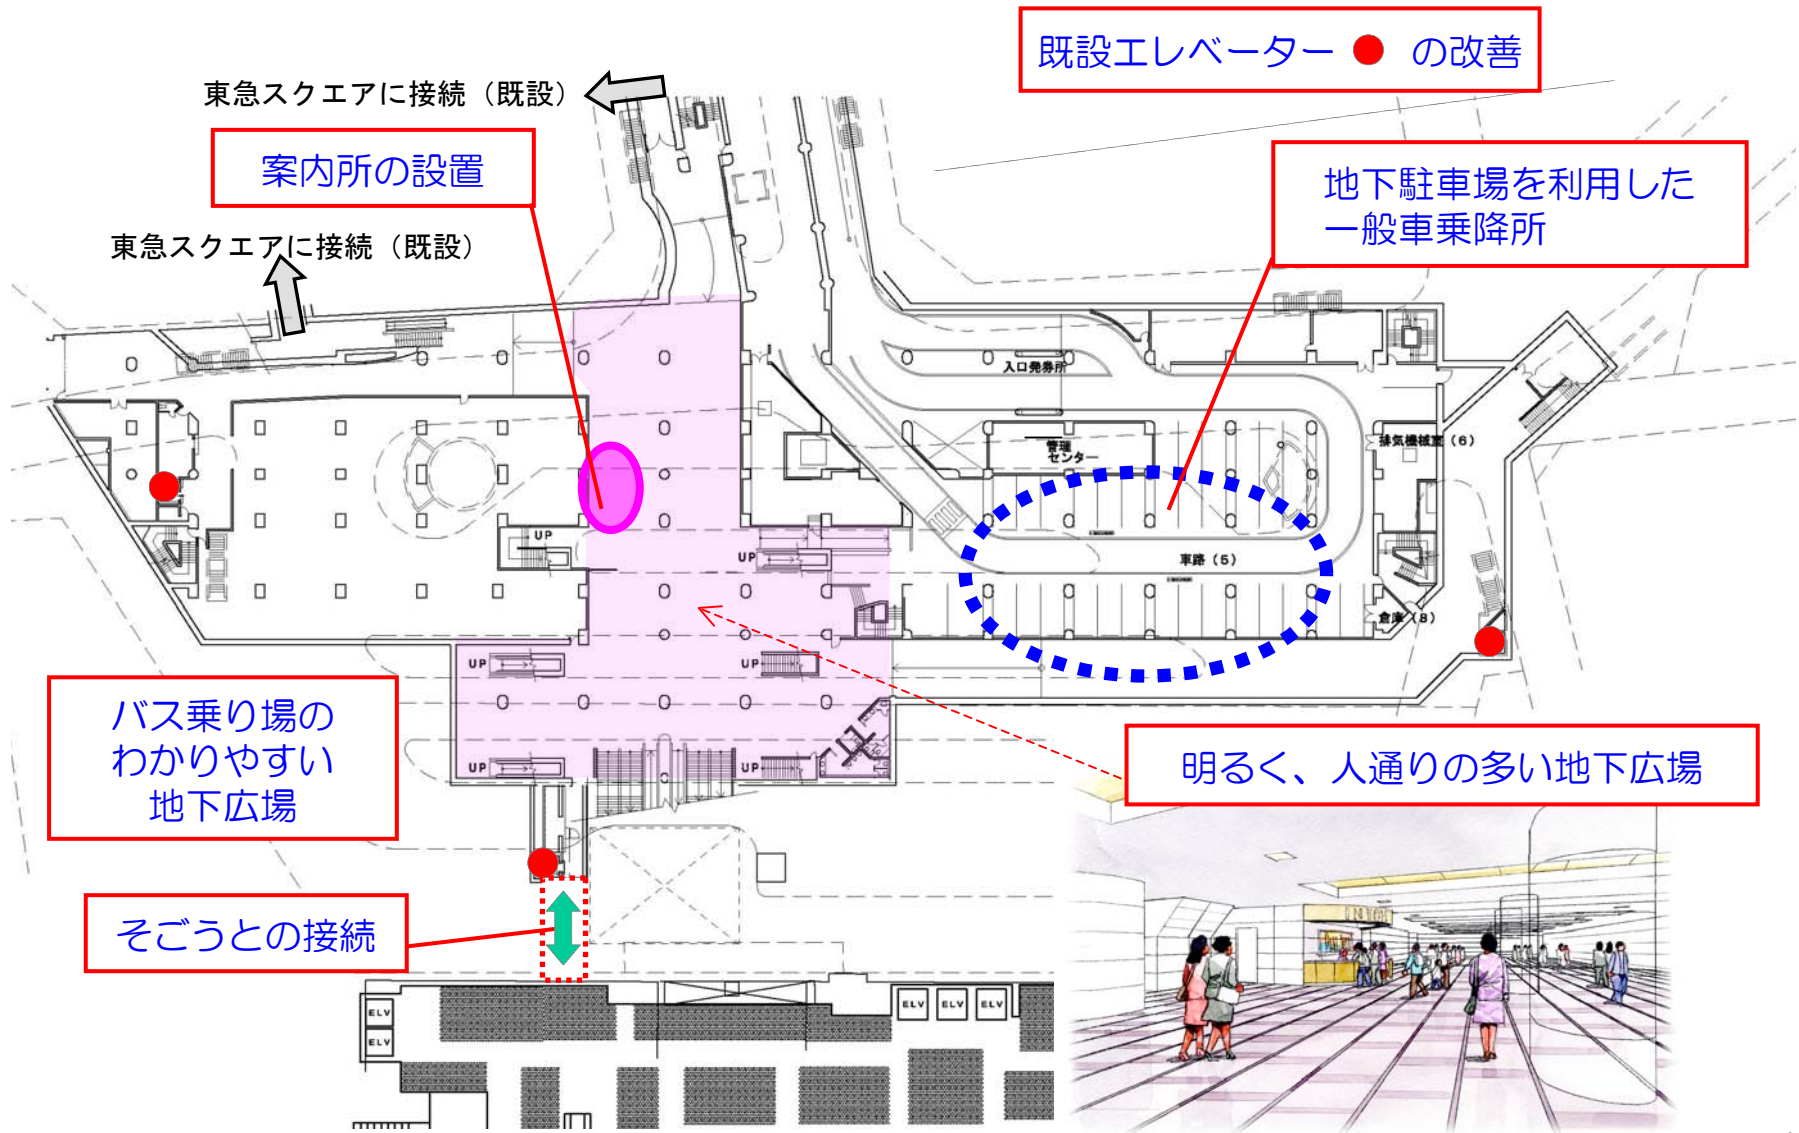 既設エレベーター の改善
東急スクエアに接続（既設）
案内所の設置
地下駐車場を利用した
一般車乗降所
東急スクエアに接続（既設）
入口発券所
管理
センター
排気機械室（6）
UP
UP
車路（5）
倉庫（8）
UP
UP
バス乗り場の
わかりやすい
地下広場
UP
UP
明るく、人通りの多い地下広場
そごうとの接続
ELV
ELV
ELV
ELV
ELV